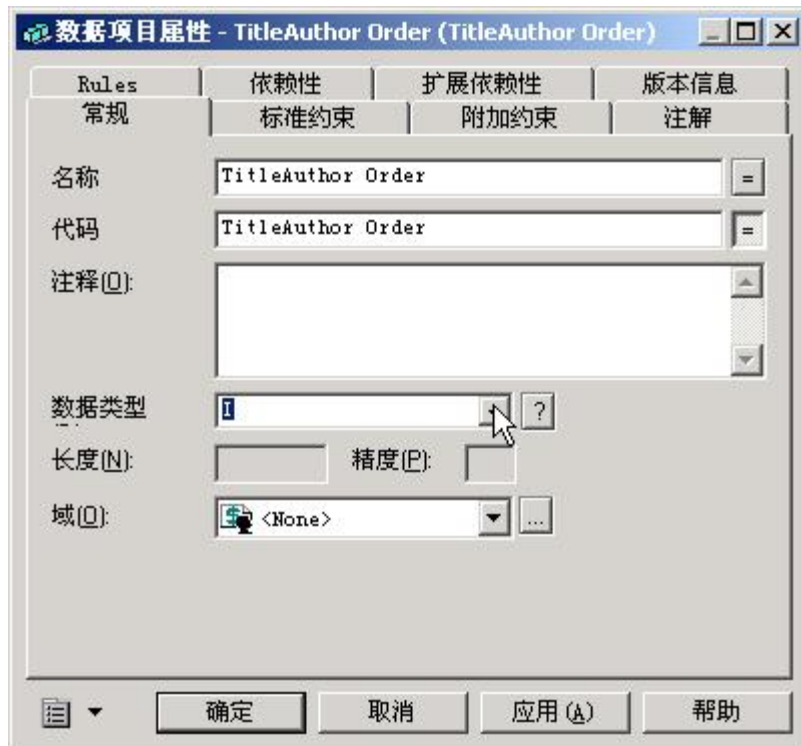 数据项目属性 - TitleAuthor Order (TitleAuthor Order)
Rules 依赖性 扩展依赖性 版本信息
常规 标准约束 附加约束 注解
名称 TitleAuthor Order =
代码 TitleAuthor Order =
注释(O):
数据类型 I ?
长度(N): 精度(P):
域(O): <None> ...
确定 取消 应用(A) 帮助